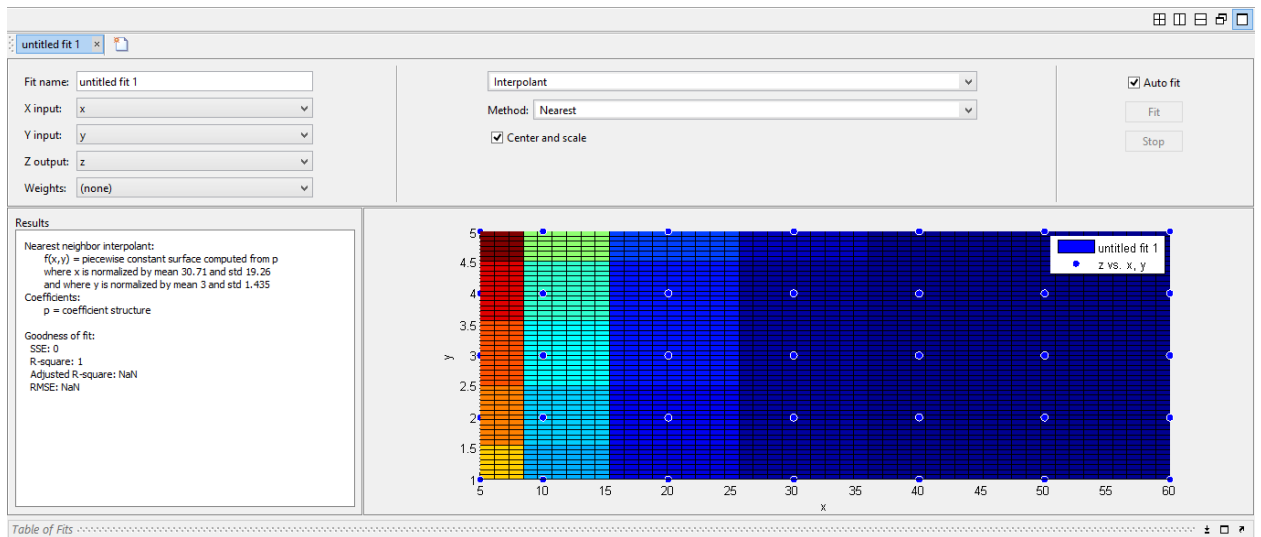 untitled fit 1
Fit name: untitled fit 1
X input: x
Y input: y
Z output: z
Weights: (none)
Interpolant
Method: Nearest
Center and scale
Auto fit
Fit
Stop
Results
Nearest neighbor interpolant:
f(x,y) = piecewise constant surface computed from p
where x is normalized by mean 30.71 and std 19.26
and where y is normalized by mean 3 and std 1.435
Coefficients:
p = coefficient structure
Goodness of fit:
SSE: 0
R-square: 1
Adjusted R-square: NaN
RMSE: NaN
5
4.5
4
3.5
3
2.5
2
1.5
1
y
untitled fit 1
z vs. x, y
5 10 15 20 25 30 35 40 45 50 55 60
x
Table of Fits